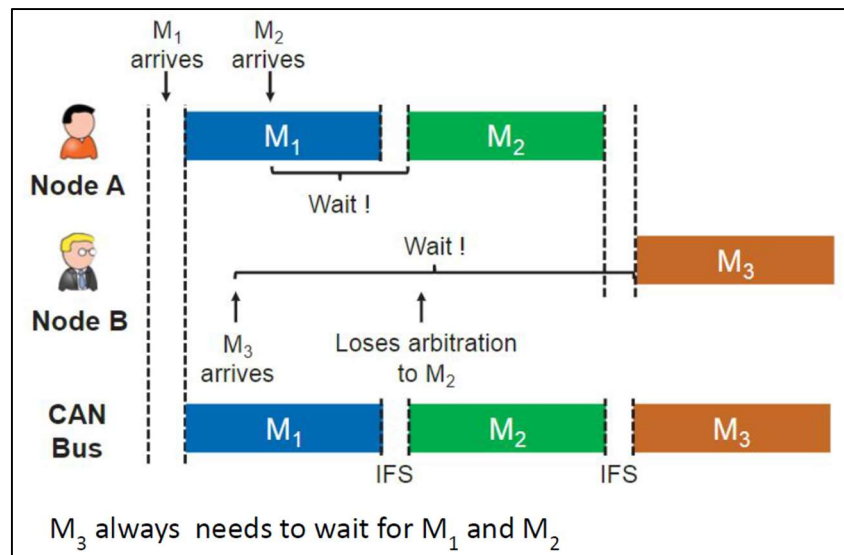 M₁ arrives
M₂ arrives
Node A
M₁
M₂
Wait !
Wait !
Node B
M₃
M₃ arrives
Loses arbitration
to M₂
CAN
Bus
M₁
M₂
M₃
IFS
IFS
M₃ always needs to wait for M₁ and M₂